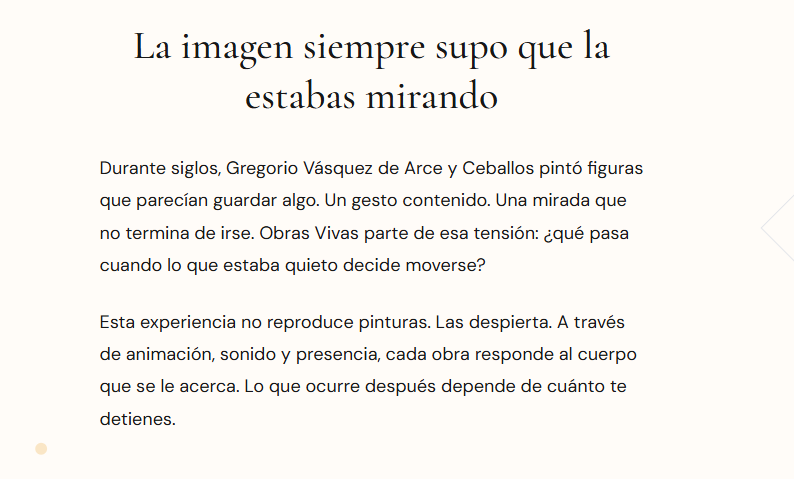 La imagen siempre supo que la
estabas mirando
Durante siglos, Gregorio Vásquez de Arce y Ceballos pintó figuras
que parecían guardar algo. Un gesto contenido. Una mirada que
no termina de irse. Obras Vivas parte de esa tensión: ¿qué pasa
cuando lo que estaba quieto decide moverse?
Esta experiencia no reproduce pinturas. Las despierta. A través
de animación, sonido y presencia, cada obra responde al cuerpo
que se le acerca. Lo que ocurre después depende de cuánto te
detienes.